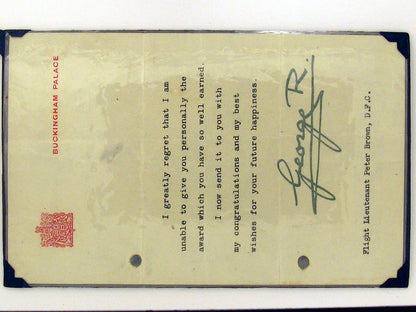 BUCKINGHAM PALACE
I greatly regret that I am
unable to give you personally the
award which you have so well earned.
I now send it to you with
my congratulations and my best
wishes for your future happiness.
George R.
Flight Lieutenant Peter Brown, D.F.C.